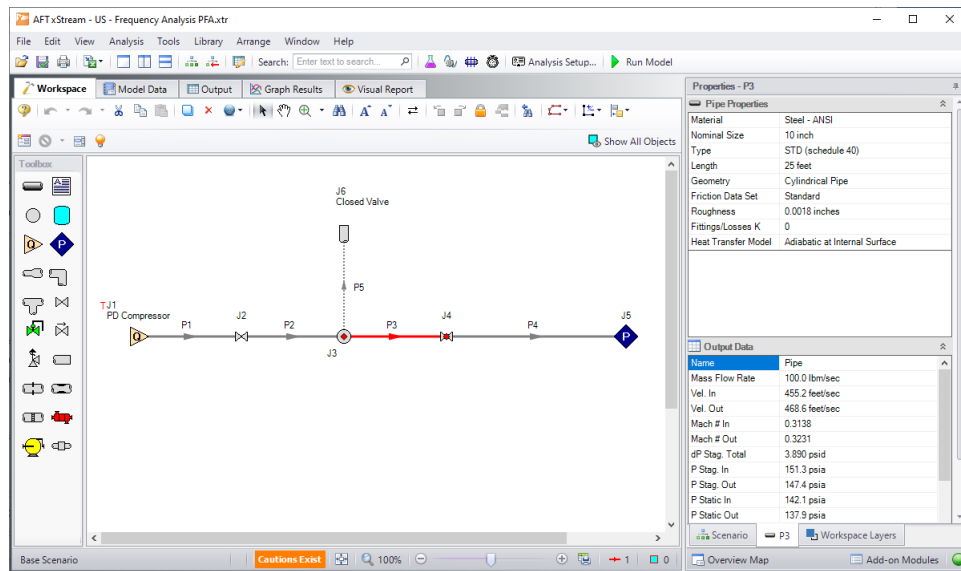 AFT xStream - US - Frequency Analysis PFA.xtr
File Edit View Analysis Tools Library Arrange Window Help
Search: Enter text to search... Analysis Setup... Run Model
Workspace Model Data Output Graph Results Visual Report
Show All Objects
Toolbox
J6
Closed Valve
P5
TJ1
PD Compressor
P1
J2
P2
J3
P3
J4
P4
J5
Q
P
Q
P
Base Scenario Cautions Exist 100% 1 0
Properties - P3
Pipe Properties
Material Steel - ANSI
Nominal Size 10 inch
Type STD (schedule 40)
Length 25 feet
Geometry Cylindrical Pipe
Friction Data Set Standard
Roughness 0.0018 inches
Fittings/Losses K 0
Heat Transfer Model Adiabatic at Internal Surface
Output Data
Name Pipe
Mass Flow Rate 100.0 lbm/sec
Vel. In 455.2 feet/sec
Vel. Out 468.6 feet/sec
Mach # In 0.3138
Mach # Out 0.3231
dP Stag. Total 3.890 psid
P Stag. In 151.3 psia
P Stag. Out 147.4 psia
P Static In 142.1 psia
P Static Out 137.9 psia
Scenario P3 Workspace Layers
Overview Map Add-on Modules